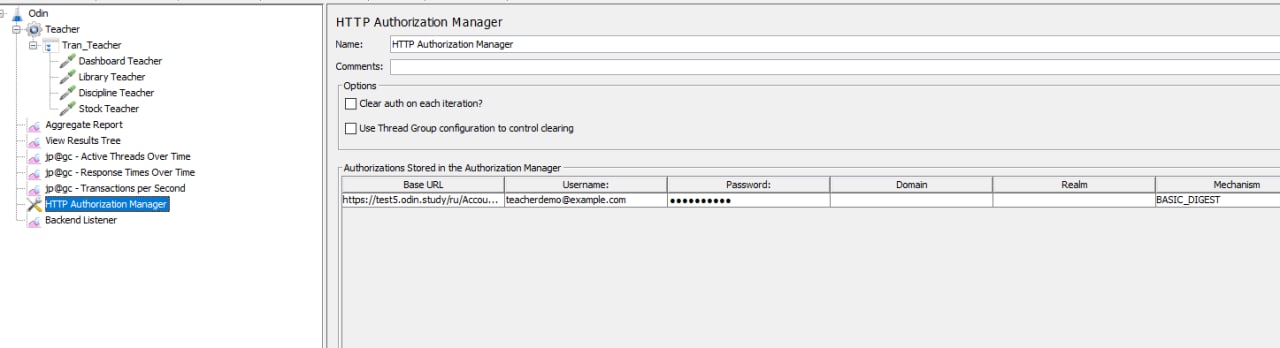 Odin
Teacher
Tran_Teacher
Dashboard Teacher
Library Teacher
Discipline Teacher
Stock Teacher
Aggregate Report
View Results Tree
jp@gc - Active Threads Over Time
jp@gc - Response Times Over Time
jp@gc - Transactions per Second
HTTP Authorization Manager
Backend Listener
HTTP Authorization Manager
Name: HTTP Authorization Manager
Comments:
Options
Clear auth on each iteration?
Use Thread Group configuration to control clearing
Authorizations Stored in the Authorization Manager
Base URL Username: Password: Domain Realm Mechanism
https://test5.odin.study/ru/Accou... teacherdemo@example.com ●●●●●●●●●● BASIC_DIGEST